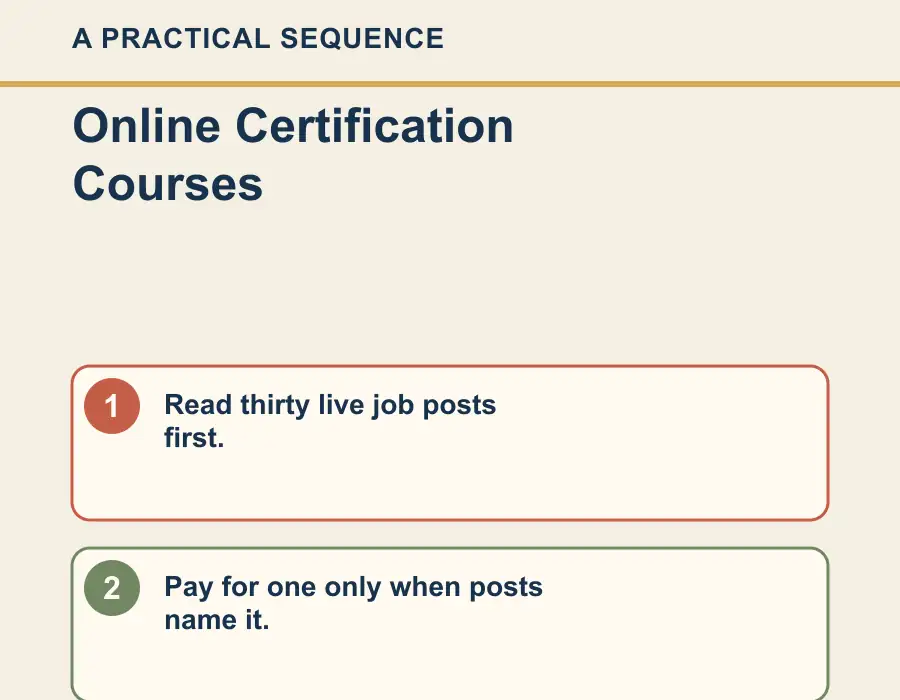 A PRACTICAL SEQUENCE
Online Certification
Courses
1
Read thirty live job posts
first.
2
Pay for one only when posts
name it.